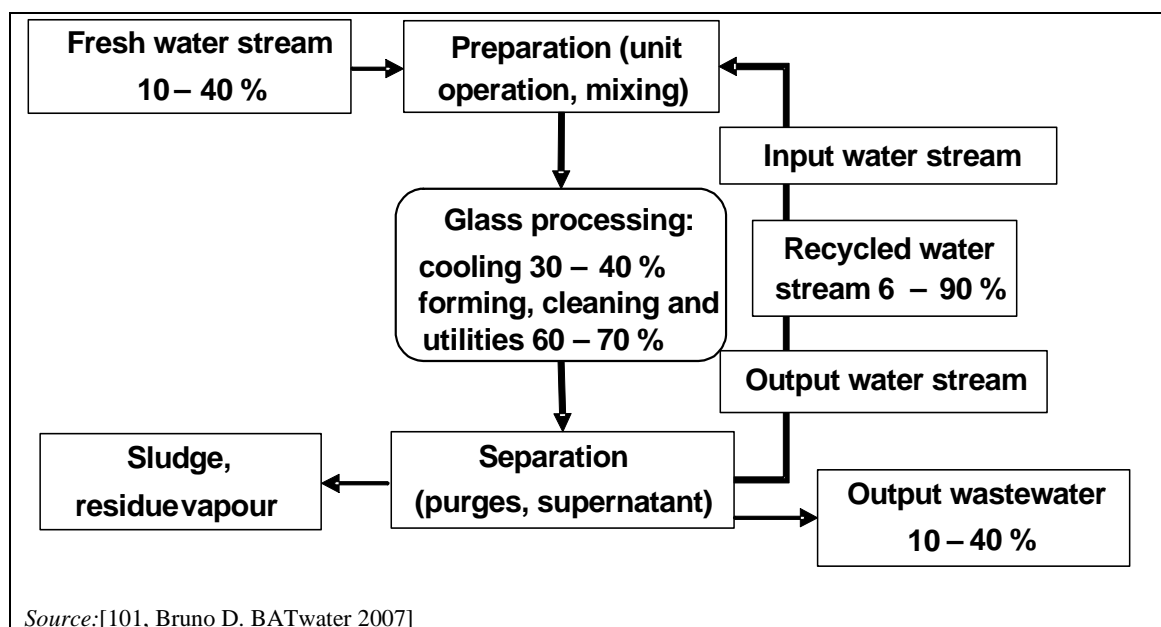 Fresh water stream
10 – 40 %
Preparation (unit
operation, mixing)
Input water stream
Glass processing:
cooling 30 – 40 %
forming, cleaning and
utilities 60 – 70 %
Recycled water
stream 6 – 90 %
Output water stream
Sludge,
residuevapour
Separation
(purges, supernatant)
Output wastewater
10 – 40 %
Source:[101, Bruno D. BATwater 2007]